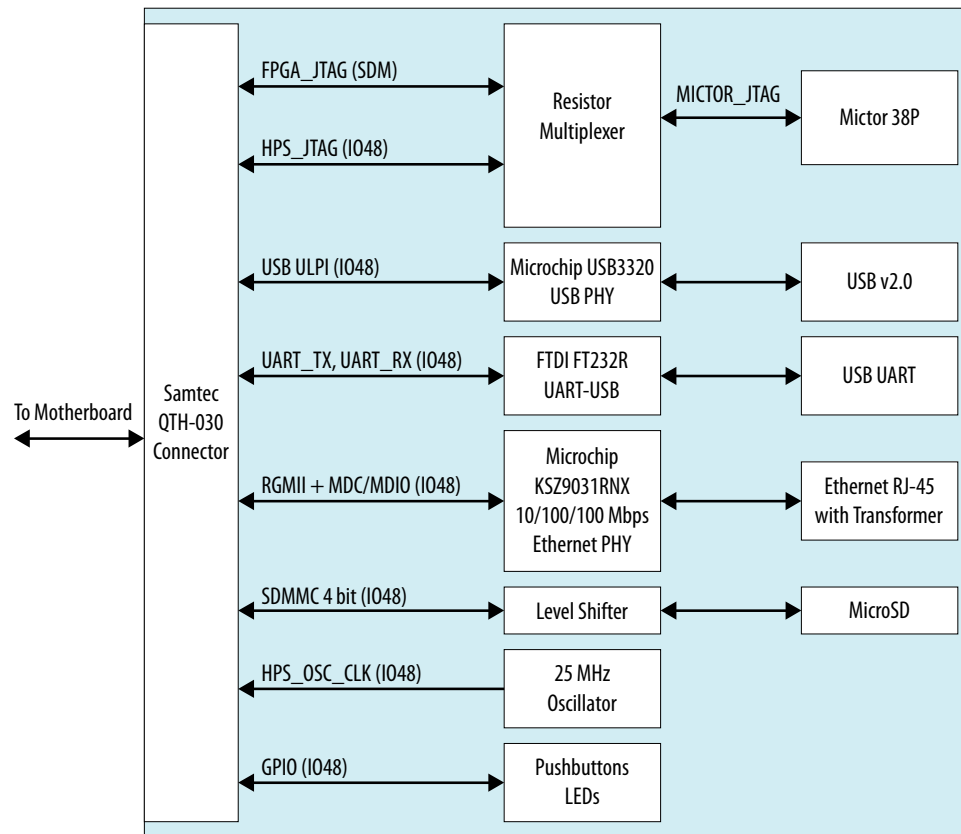 FPGA_JTAG (SDM)
Resistor
Multiplexer
MICTOR_JTAG
Mictor 38P
HPS_JTAG (IO48)
USB ULPI (IO48)
Microchip USB3320
USB PHY
USB v2.0
UART_TX, UART_RX (IO48)
FTDI FT232R
UART-USB
USB UART
To Motherboard
Samtec
QTH-030
Connector
RGMII + MDC/MDIO (IO48)
Microchip
KSZ9031RNX
10/100/100 Mbps
Ethernet PHY
Ethernet RJ-45
with Transformer
SDMMC 4 bit (IO48)
Level Shifter
MicroSD
HPS_OSC_CLK (IO48)
25 MHz
Oscillator
GPIO (IO48)
Pushbuttons
LEDs